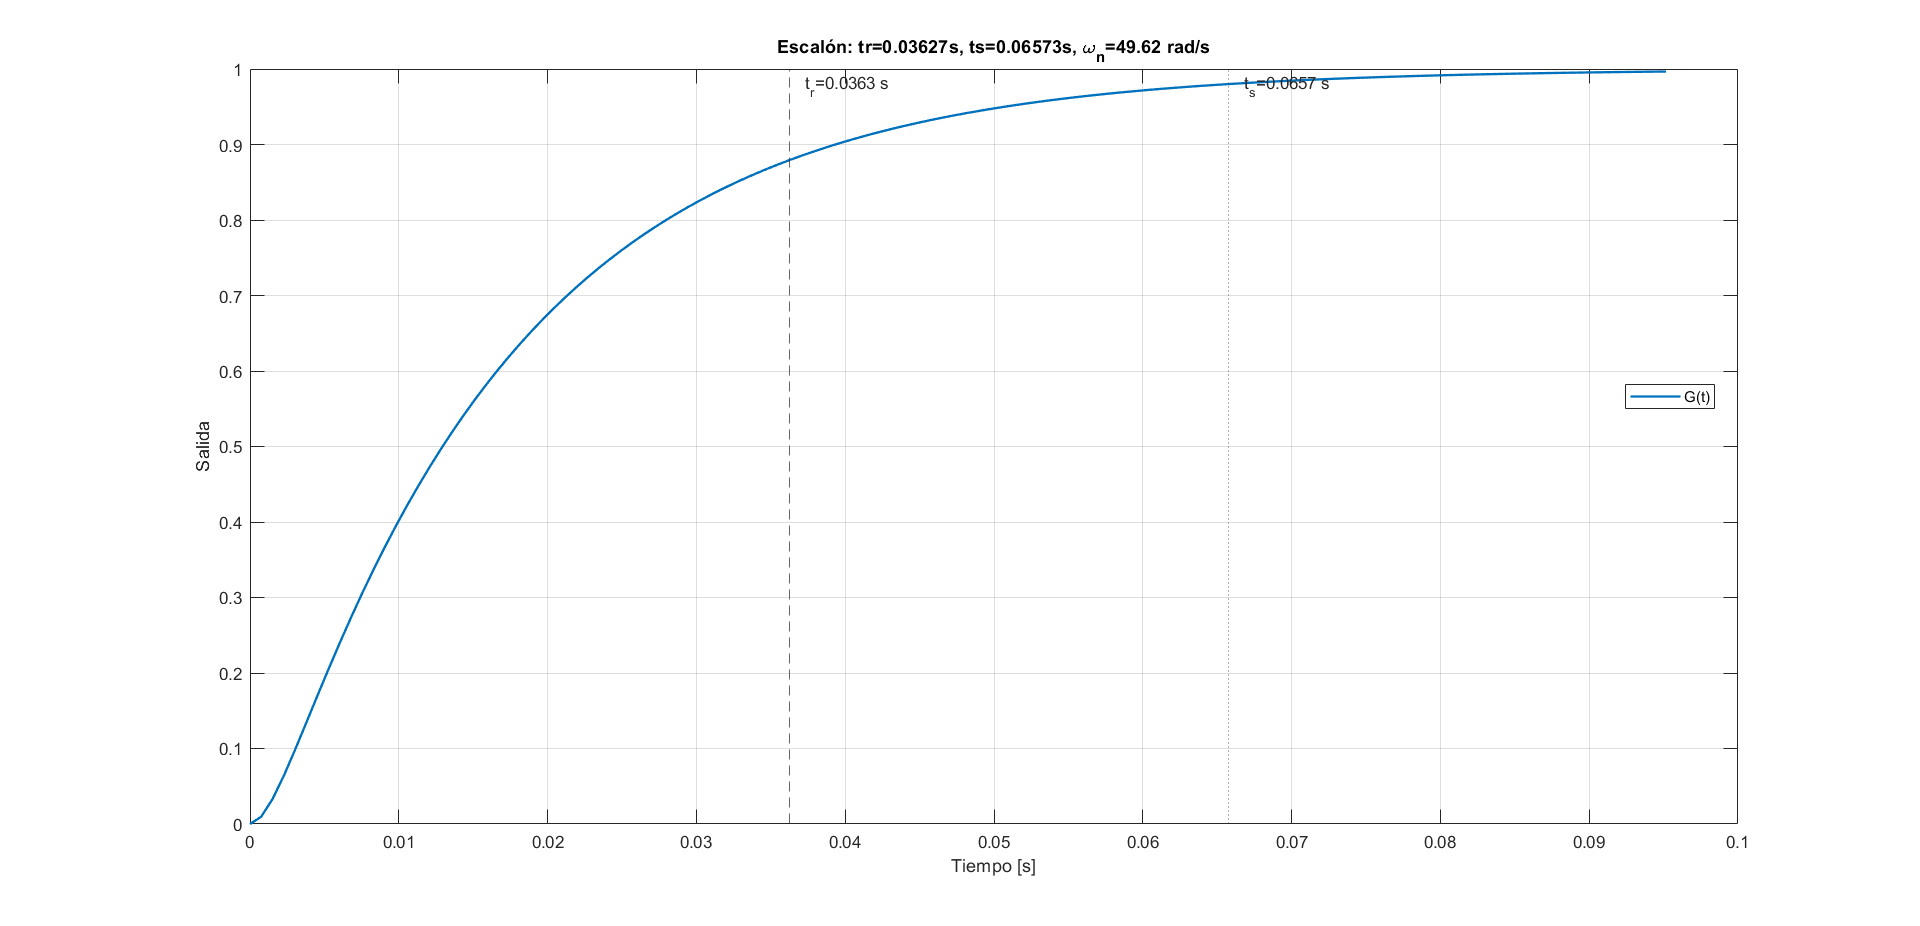 Escalón: tr=0.03627s, ts=0.06573s, ωn=49.62 rad/s
tr=0.0363 s
ts=0.0657 s
1
0.9
0.8
0.7
0.6
0.5
0.4
0.3
0.2
0.1
0
Salida
G(t)
0 0.01 0.02 0.03 0.04 0.05 0.06 0.07 0.08 0.09 0.1
Tiempo [s]